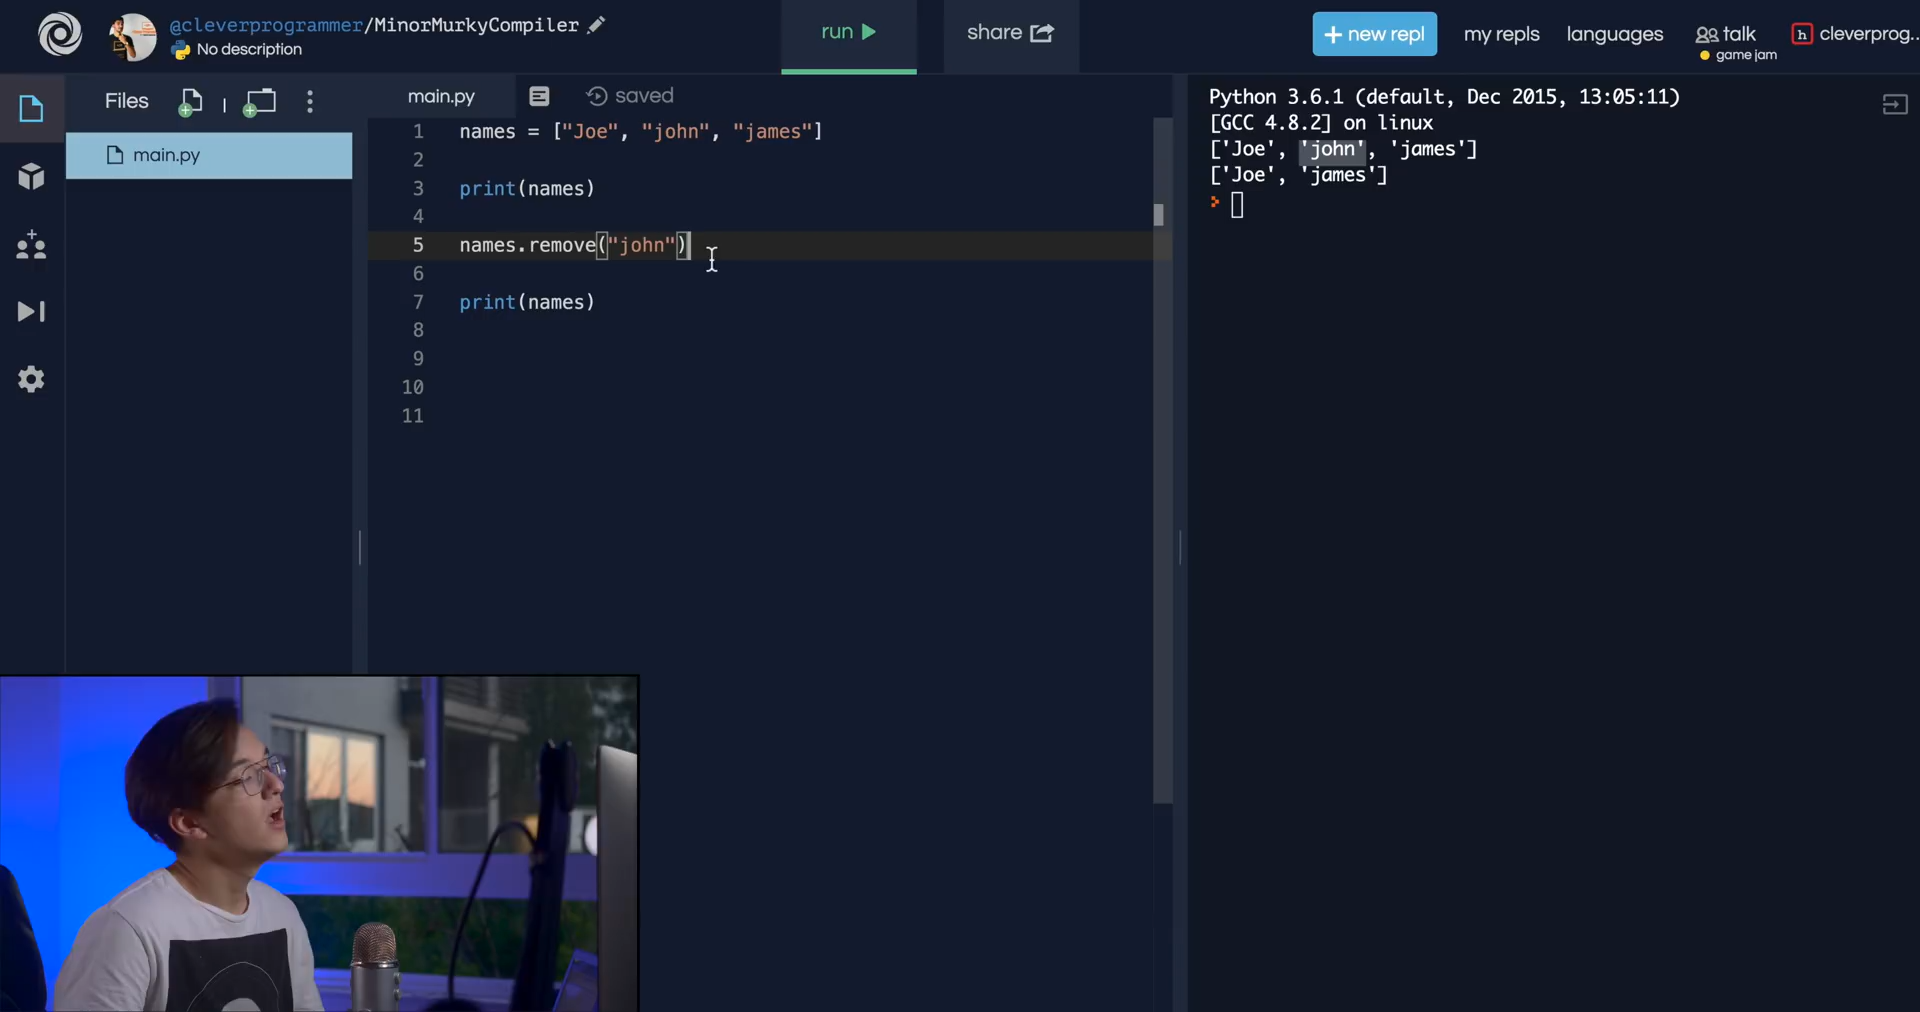 @cleverprogrammer/MinorMurkyCompiler
No description
run
share
+ new repl
my repls
languages
talk
game jam
h cleverprog...
Files
main.py
main.py
saved
1 names = ["Joe", "john", "james"]
2
3 print(names)
4
5 names.remove("john")
6
7 print(names)
8
9
10
11
Python 3.6.1 (default, Dec 2015, 13:05:11)
[GCC 4.8.2] on linux
['Joe', 'john', 'james']
['Joe', 'james']